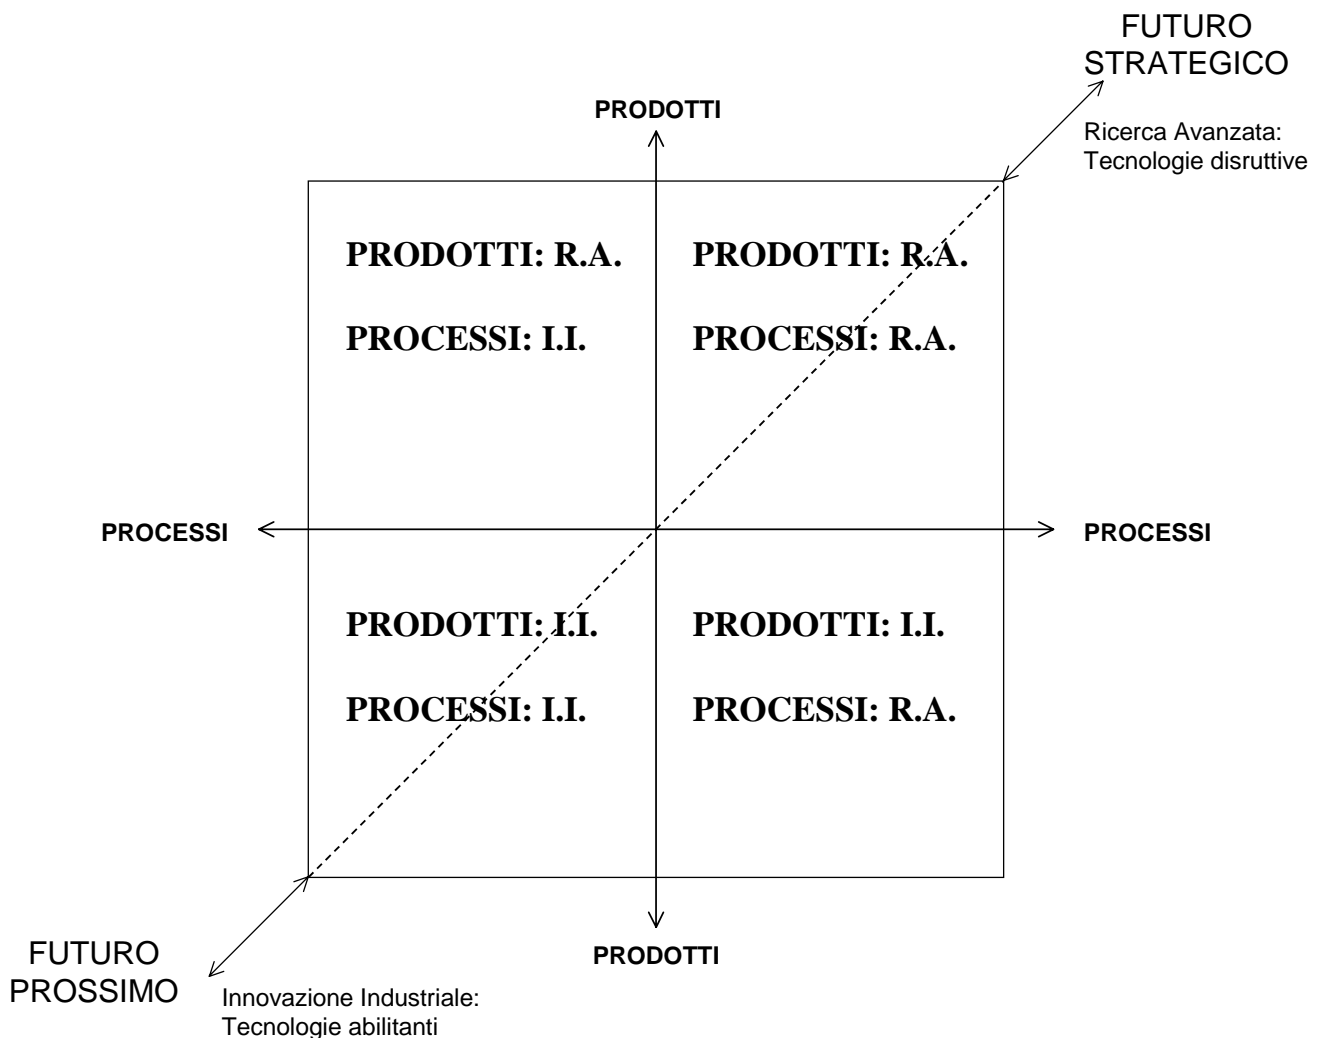 FUTURO
STRATEGICO
PRODOTTI
Ricerca Avanzata:
Tecnologie disruttive
PRODOTTI: R.A.
PRODOTTI: R.A.
PROCESSI: I.I.
PROCESSI: R.A.
PROCESSI
PROCESSI
PRODOTTI: I.I.
PRODOTTI: I.I.
PROCESSI: I.I.
PROCESSI: R.A.
PRODOTTI
FUTURO
PROSSIMO
Innovazione Industriale:
Tecnologie abilitanti